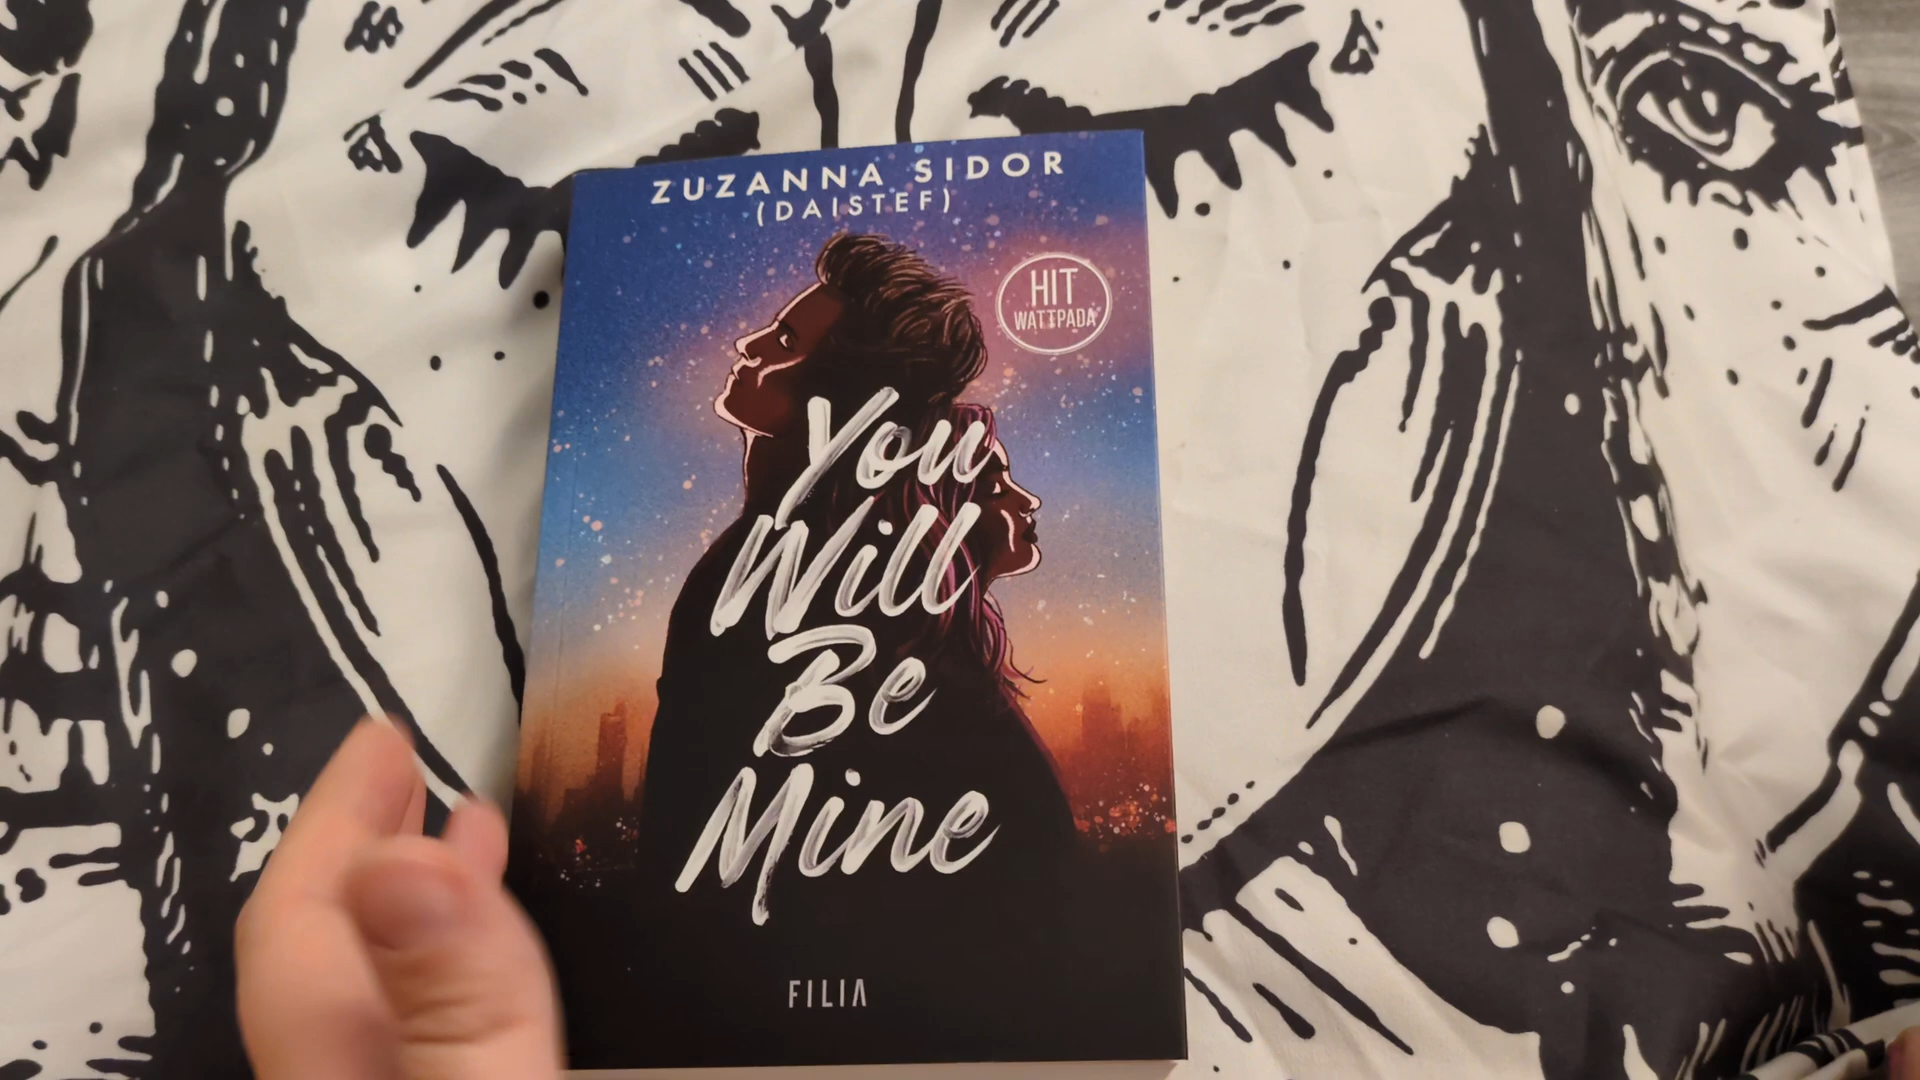 ZUZANNA SIDOR
(DAISTEF)
HIT
WATTPADA
You
Will
Be
Mine
FILIA